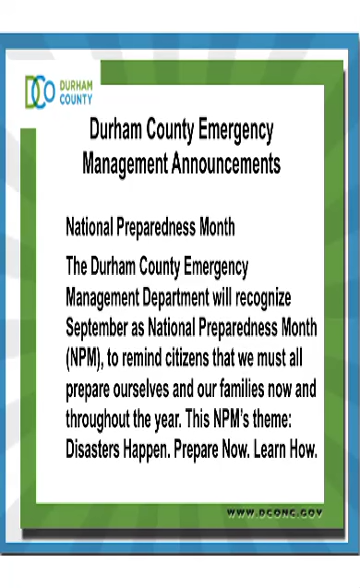 DCO DURHAM
COUNTY
Durham County Emergency
Management Announcements
National Preparedness Month
The Durham County Emergency
Management Department will recognize
September as National Preparedness Month
(NPM), to remind citizens that we must all
prepare ourselves and our families now and
throughout the year. This NPM's theme:
Disasters Happen. Prepare Now. Learn How.
WWW.DCONC.GOV